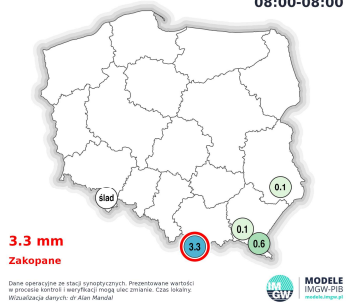 08:00-08:00
0.1
ślad
0.1
3.3
0.6
3.3 mm
Zakopane
Dane operacyjne ze stacji synoptycznych. Prezentowane wartości
w procesie kontroli i weryfikacji mogą ulec zmianie. Czas lokalny.
Wizualizacja danych: dr Alan Mandal
IM
GW
MODELE
IMGW-PIB
modele.imgw.pl